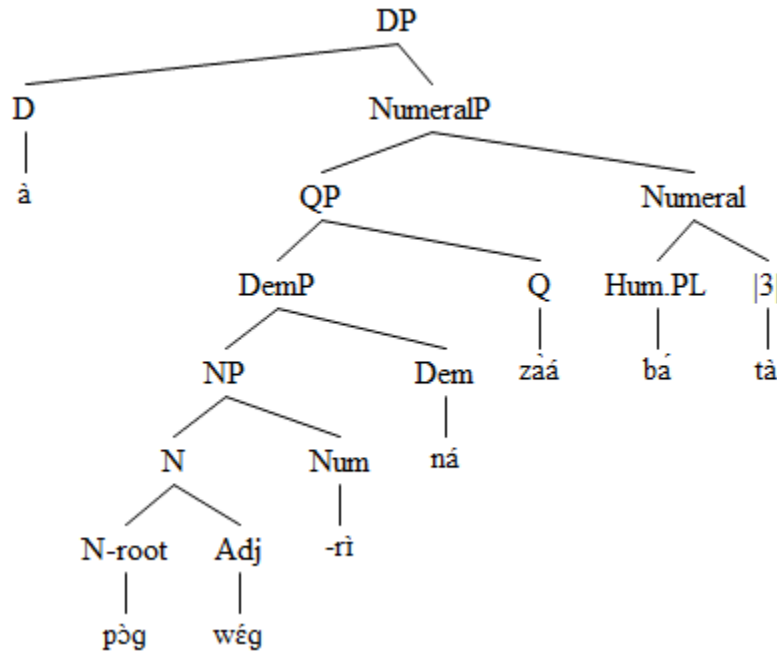 DP
D NumeralP
à
QP Numeral
DemP Q Hum.PL |3|
NP Dem zàá bá tà
N Num ná
N-root Adj -rì
pɔ̀g wɛ́g